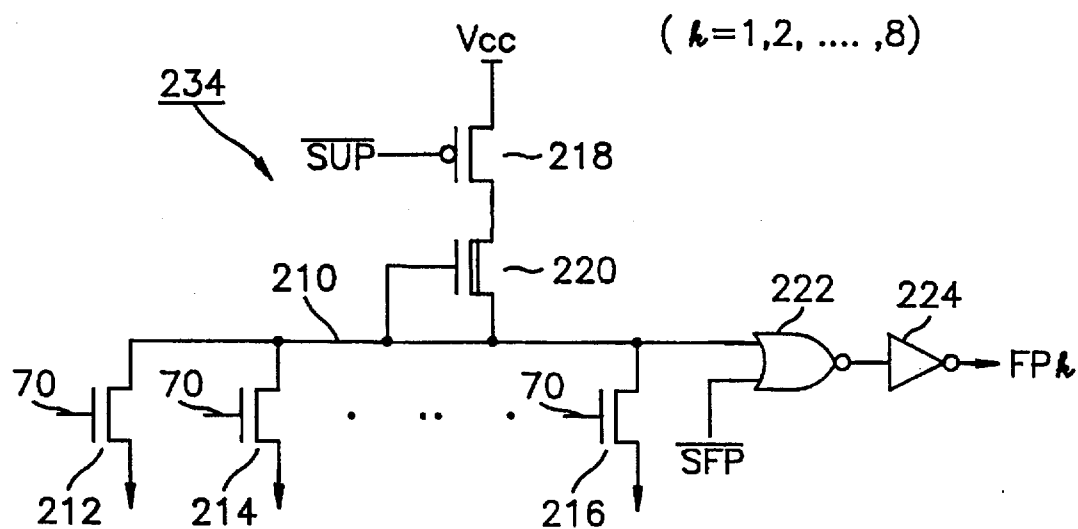 (k=1,2, .... ,8)
Vcc
234
SUP
218
220
210
222
224
70
70
70
FPk
SFP
212
214
216